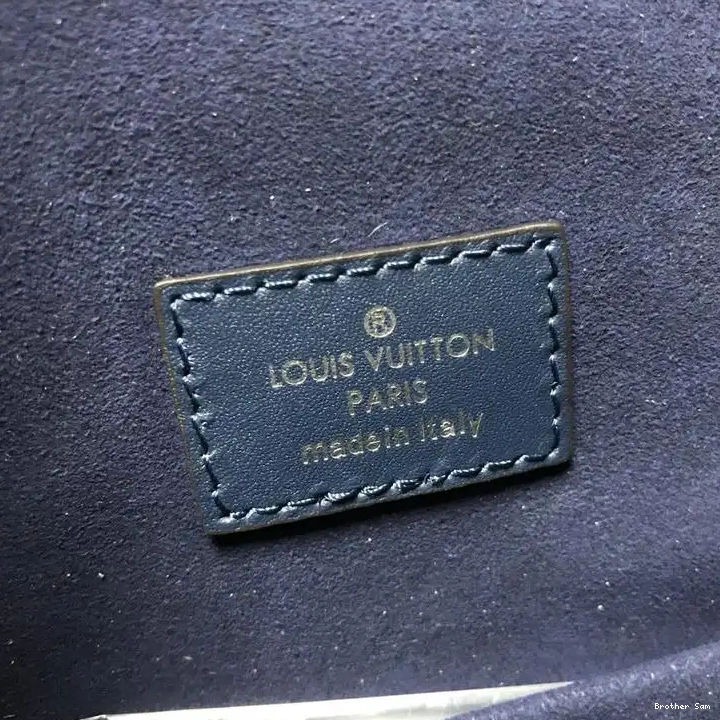 ®
LOUIS VUITTON
PARIS
made in Italy
Brother Sam